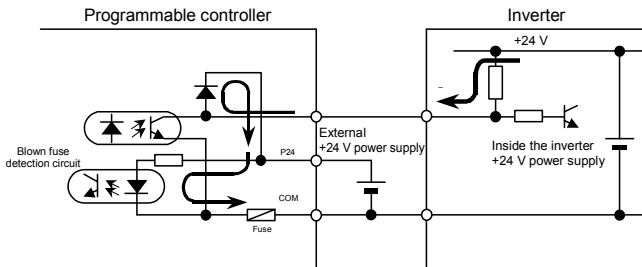 Programmable controller
Inverter
+24 V
–
External
+24 V power supply
P24
Inside the inverter
+24 V power supply
Blown fuse
detection circuit
COM
Fuse